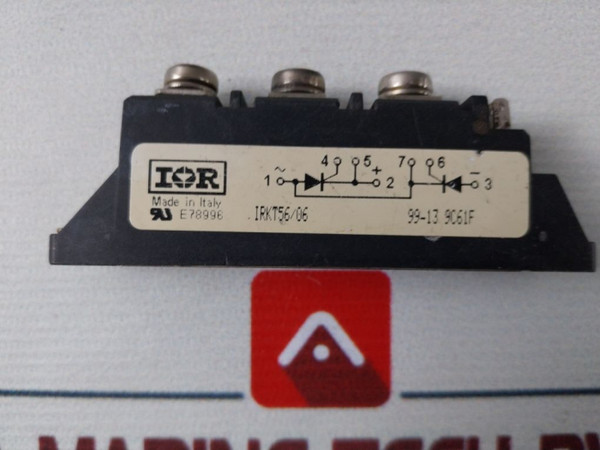 4 5 + 7 6
1 ~ 2 - 3
IOR
Made in Italy
E78996
IRKT56/06
99-13 9C61F